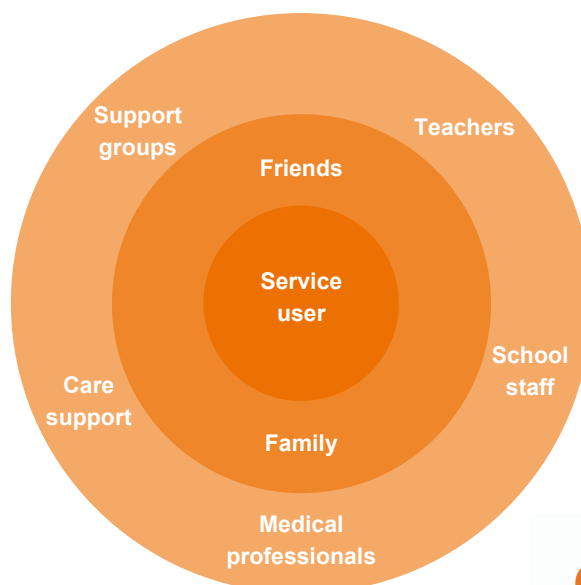 Support
groups
Teachers
Friends
Service
user
School
staff
Care
support
Family
Medical
professionals